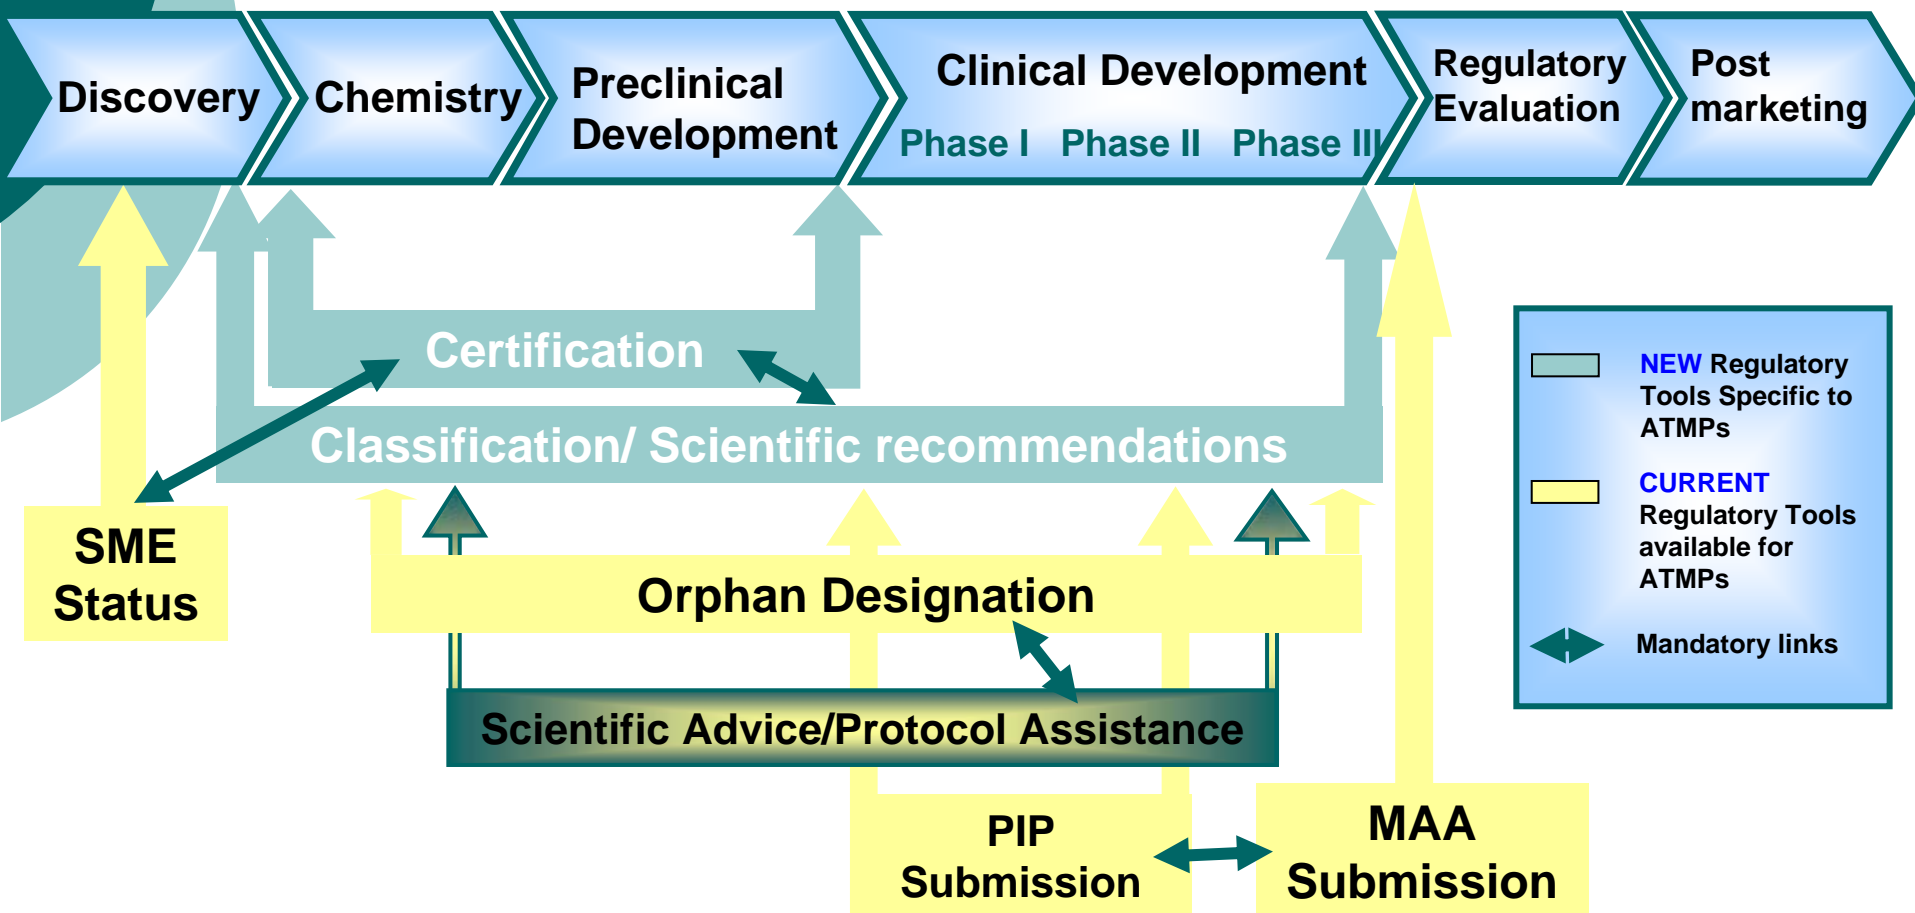 Discovery
Chemistry
Preclinical
Development
Clinical Development
Phase I Phase II Phase III
Regulatory
Evaluation
Post
marketing
Certification
Classification/ Scientific recommendations
SME
Status
Orphan Designation
Scientific Advice/Protocol Assistance
PIP
Submission
MAA
Submission
NEW Regulatory
Tools Specific to
ATMPs
CURRENT
Regulatory Tools
available for
ATMPs
Mandatory links